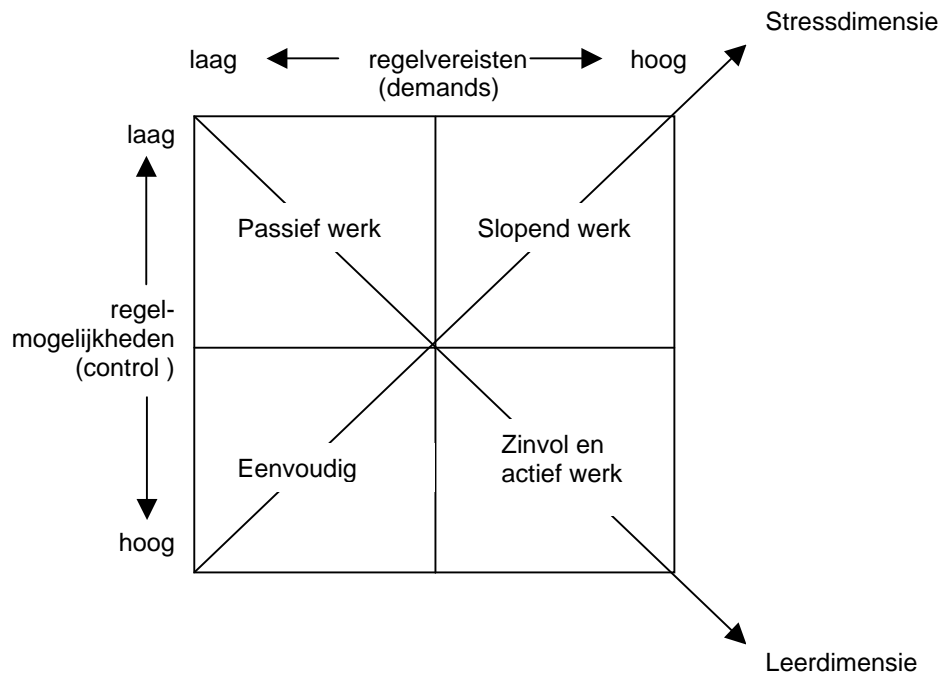 Stressdimensie
laag regelvereisten hoog
(demands)
laag
Passief werk Slopend werk
regel-
mogelijkheden
(control )
Eenvoudig
Zinvol en
actief werk
hoog
Leerdimensie